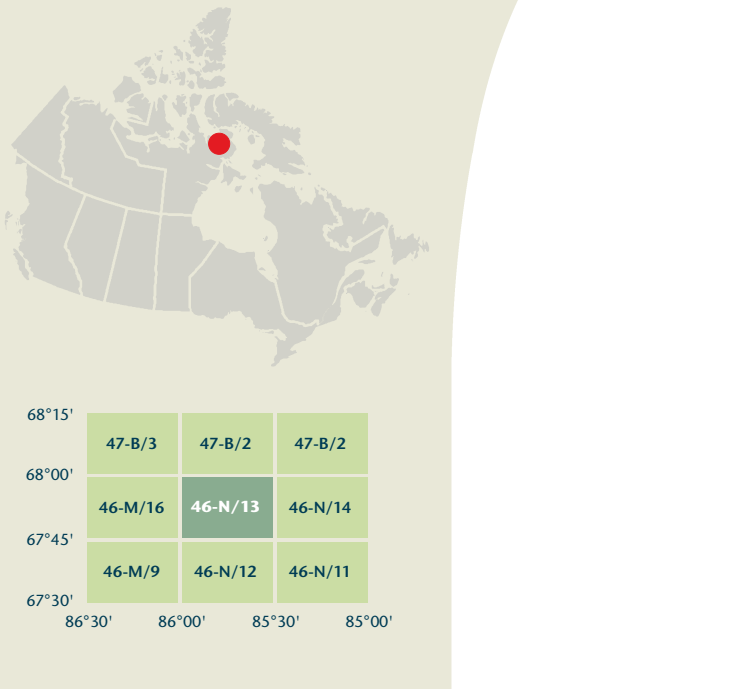 68°15'
47-B/3 47-B/2 47-B/2
68°00'
46-M/16 46-N/13 46-N/14
67°45'
46-M/9 46-N/12 46-N/11
67°30'
86°30' 86°00' 85°30' 85°00'